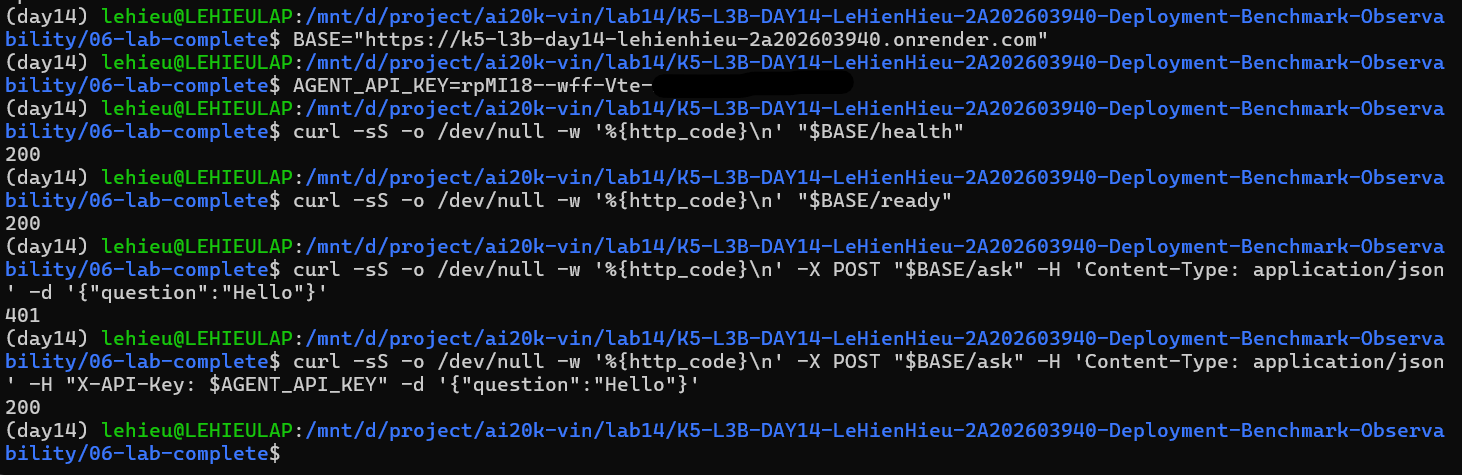 (day14) lehieu@LEHIEULAP:/mnt/d/project/ai20k-vin/lab14/K5-L3B-DAY14-LeHienHieu-2A202603940-Deployment-Benchmark-Observa
bility/06-lab-complete$ BASE="https://k5-l3b-day14-lehienhieu-2a202603940.onrender.com"
(day14) lehieu@LEHIEULAP:/mnt/d/project/ai20k-vin/lab14/K5-L3B-DAY14-LeHienHieu-2A202603940-Deployment-Benchmark-Observa
bility/06-lab-complete$ AGENT_API_KEY=rpMI18--wff-Vte-
(day14) lehieu@LEHIEULAP:/mnt/d/project/ai20k-vin/lab14/K5-L3B-DAY14-LeHienHieu-2A202603940-Deployment-Benchmark-Observa
bility/06-lab-complete$ curl -sS -o /dev/null -w '%{http_code}\n' "$BASE/health"
200
(day14) lehieu@LEHIEULAP:/mnt/d/project/ai20k-vin/lab14/K5-L3B-DAY14-LeHienHieu-2A202603940-Deployment-Benchmark-Observa
bility/06-lab-complete$ curl -sS -o /dev/null -w '%{http_code}\n' "$BASE/ready"
200
(day14) lehieu@LEHIEULAP:/mnt/d/project/ai20k-vin/lab14/K5-L3B-DAY14-LeHienHieu-2A202603940-Deployment-Benchmark-Observa
bility/06-lab-complete$ curl -sS -o /dev/null -w '%{http_code}\n' -X POST "$BASE/ask" -H 'Content-Type: application/json
' -d '{"question":"Hello"}'
401
(day14) lehieu@LEHIEULAP:/mnt/d/project/ai20k-vin/lab14/K5-L3B-DAY14-LeHienHieu-2A202603940-Deployment-Benchmark-Observa
bility/06-lab-complete$ curl -sS -o /dev/null -w '%{http_code}\n' -X POST "$BASE/ask" -H 'Content-Type: application/json
' -H "X-API-Key: $AGENT_API_KEY" -d '{"question":"Hello"}'
200
(day14) lehieu@LEHIEULAP:/mnt/d/project/ai20k-vin/lab14/K5-L3B-DAY14-LeHienHieu-2A202603940-Deployment-Benchmark-Observa
bility/06-lab-complete$